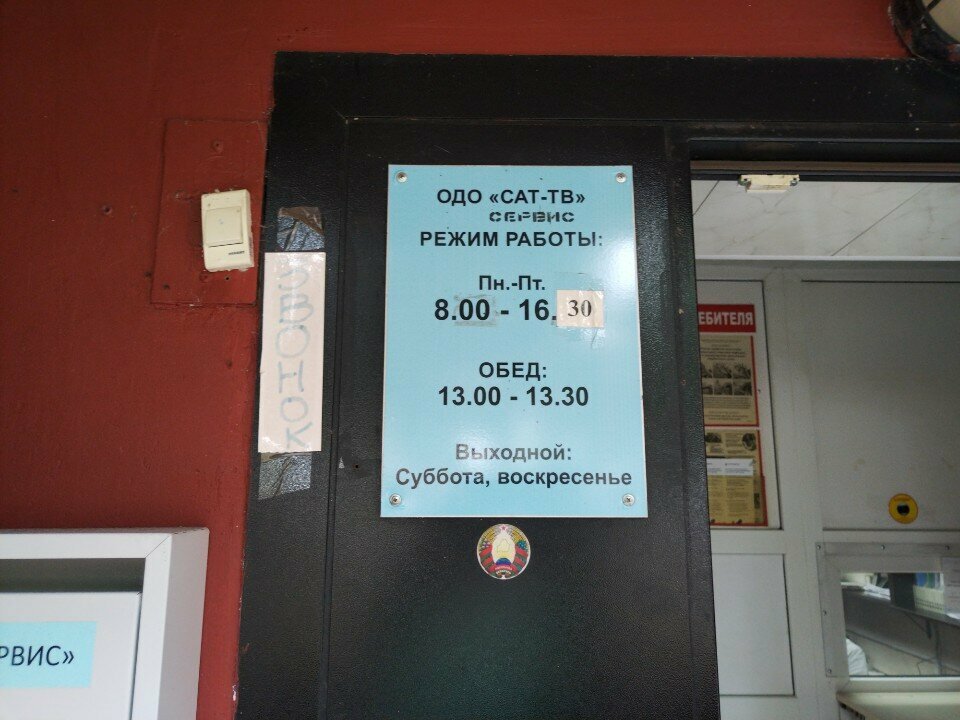 ОДО «САТ-ТВ»
СЕРВИС
РЕЖИМ РАБОТЫ:
Пн.-Пт.
8.00 - 16.30
ОБЕД:
13.00 - 13.30
Выходной:
Суббота, воскресенье
ЗВОНОК
ЕБИТЕЛЯ
РВИС»